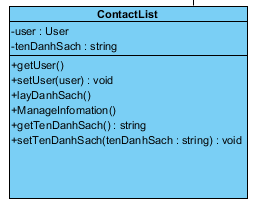 ContactList
-user : User
-tenDanhSach : string
+getUser()
+setUser(user) : void
+layDanhSach()
+ManageInfomation()
+getTenDanhSach() : string
+setTenDanhSach(tenDanhSach : string) : void